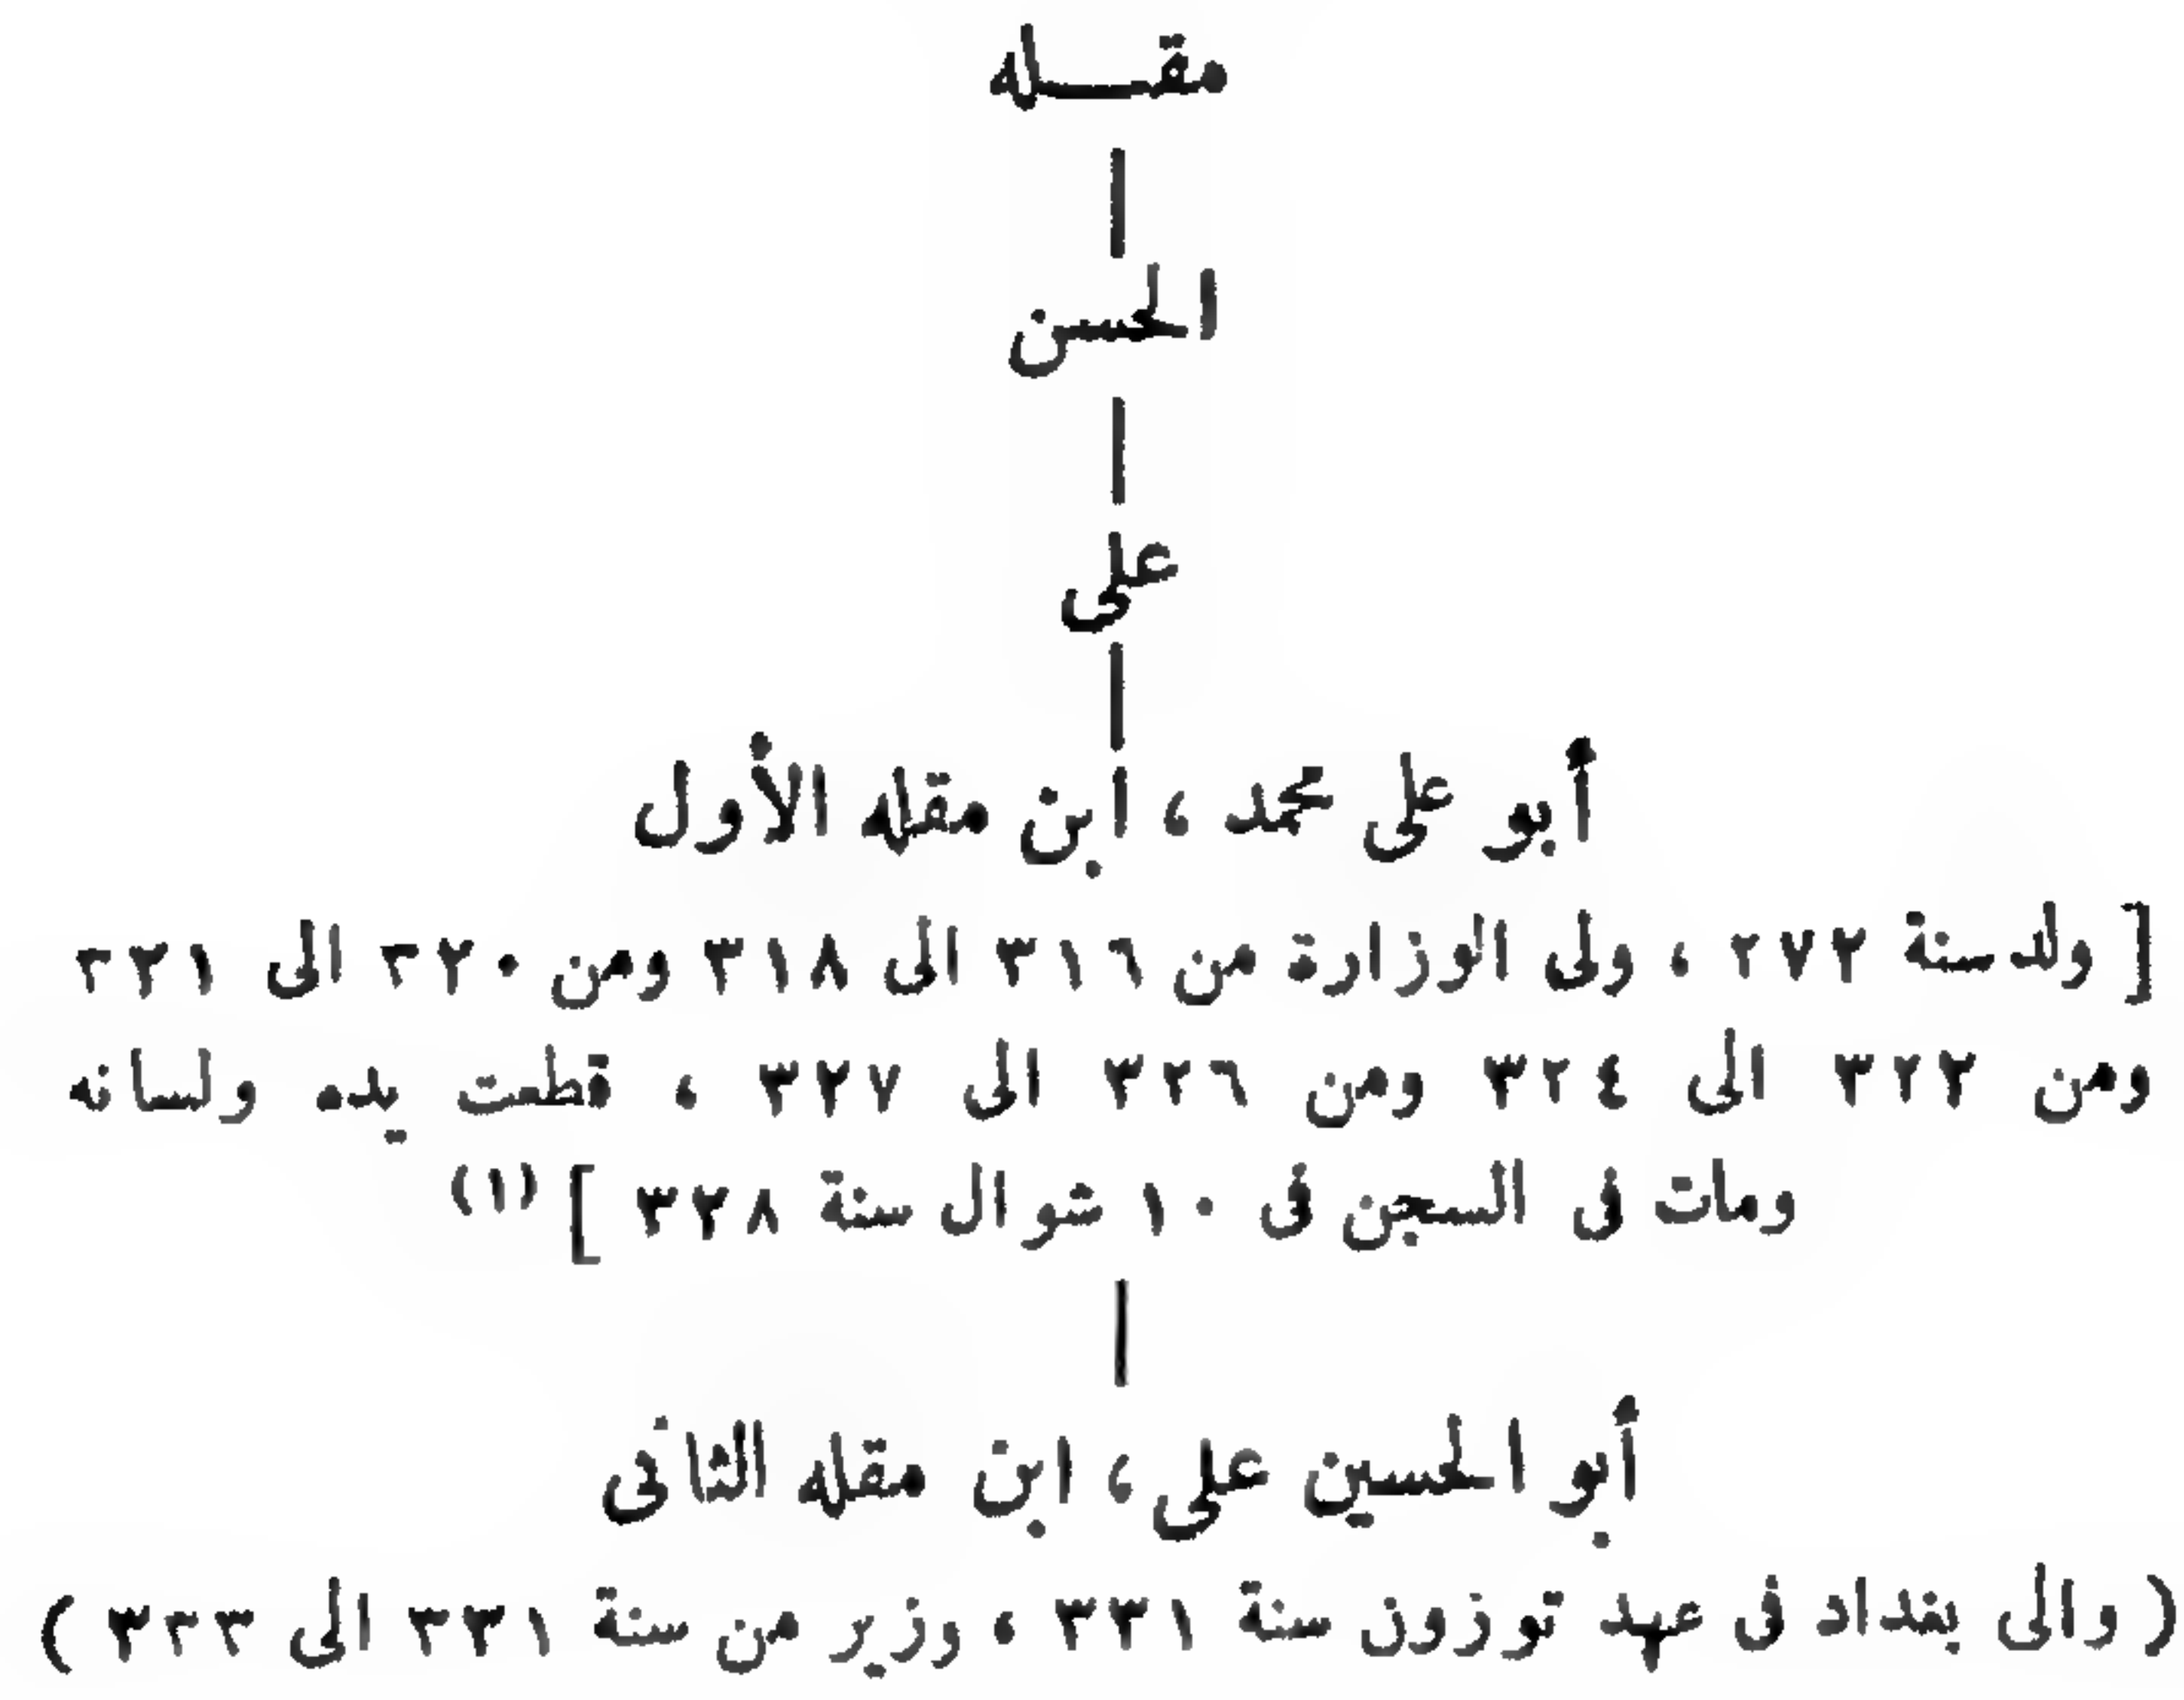 مقله
الحسن
على
أبو على محمد ، ابن مقله الأول
[ ولد سنة ٢٧٢ ، ولى الوزارة من ٣١٦ الى ٣١٨ ومن ٣٢٠ الى ٣٢١
ومن ٣٢٢ الى ٣٢٤ ومن ٣٢٦ الى ٣٢٧ ، قطعت يده ولسانه
ومات فى السجن فى ١٠ شوال سنة ٣٢٨ ] (١)
أبو الحسين على ، ابن مقله الثانى
( والى بغداد فى عهد توزون سنة ٣٣١ ، وزير من سنة ٣٣١ الى ٣٣٣ )